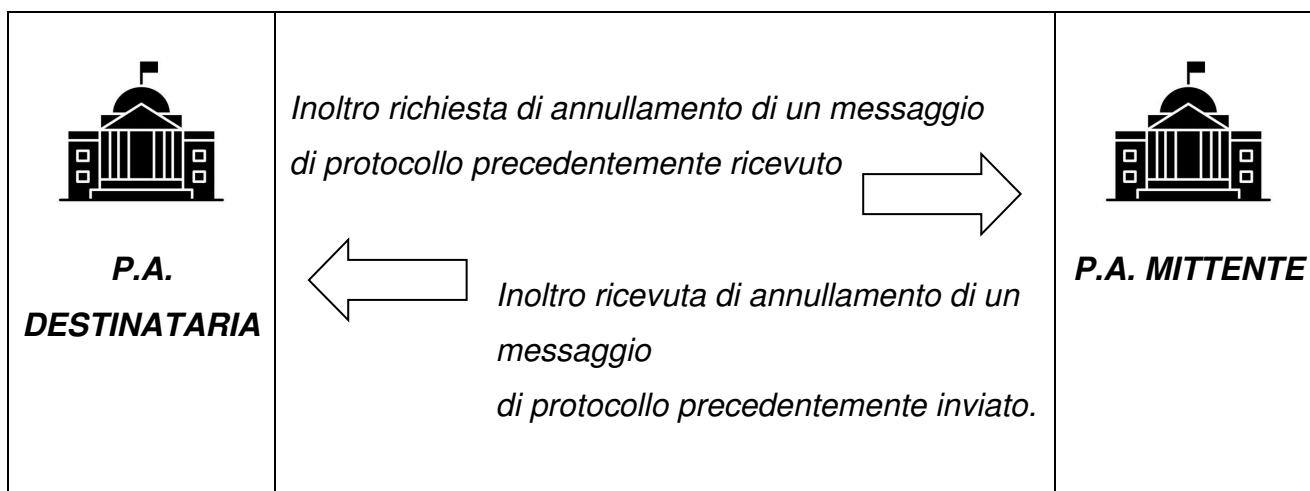 Inoltro richiesta di annullamento di un messaggio
di protocollo precedentemente ricevuto
P.A.
DESTINATARIA
P.A. MITTENTE
Inoltro ricevuta di annullamento di un
messaggio
di protocollo precedentemente inviato.